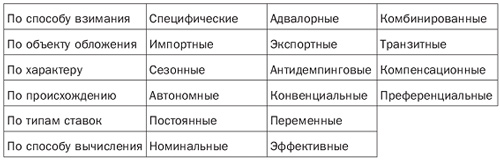 По способу взимания Специфические Адвалорные Комбинированные
По объекту обложения Импортные Экспортные Транзитные
По характеру Сезонные Антидемпинговые Компенсационные
По происхождению Автономные Конвенциальные Преференциальные
По типам ставок Постоянные Переменные
По способу вычисления Номинальные Эффективные